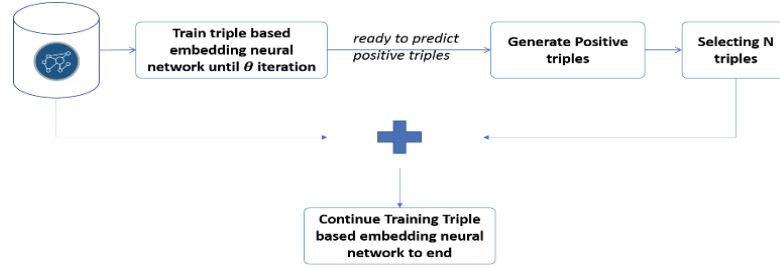 Train triple based
embedding neural
network until θ iteration
ready to predict
positive triples
Generate Positive
triples
Selecting N
triples
Continue Training Triple
based embedding neural
network to end